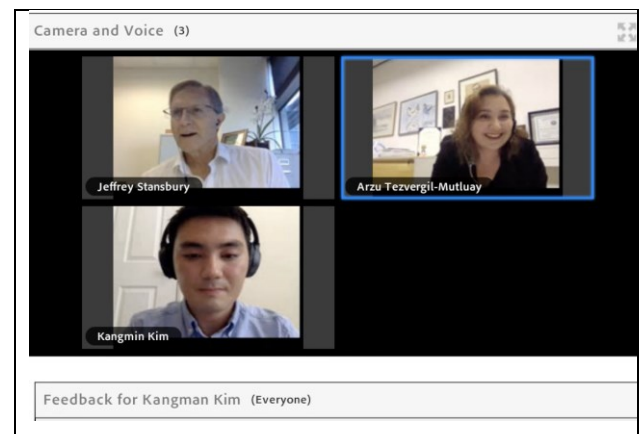 Camera and Voice (3)
Jeffrey Stansbury
Arzu Tezvergil-Mutluay
Kangmin Kim
Feedback for Kangman Kim (Everyone)